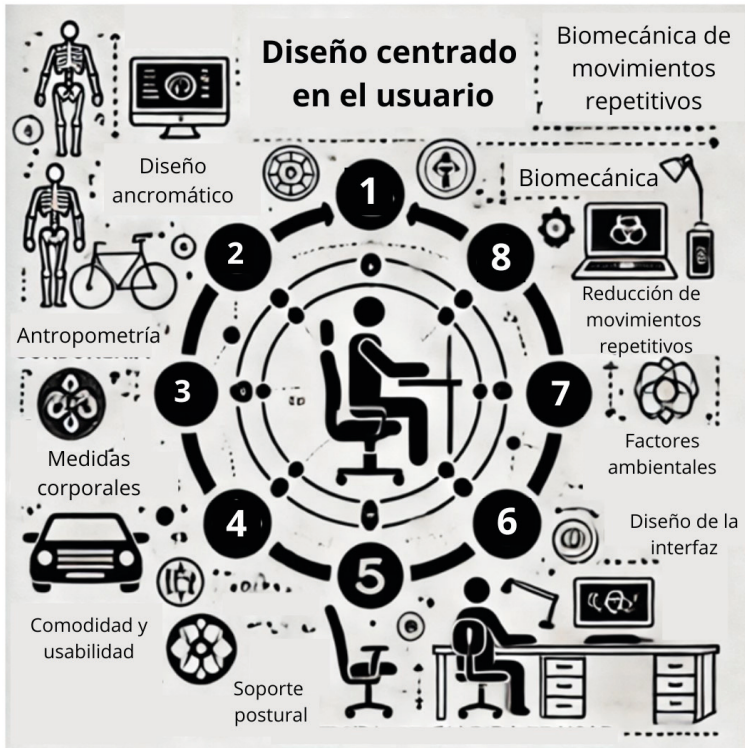 Diseño centrado
en el usuario
Biomecánica de
movimientos
repetitivos
Diseño
ancromático
Biomecánica
1
2
8
Reducción de
movimientos
repetitivos
Antropometría
3
7
Medidas
corporales
Factores
ambientales
4
6
Diseño de la
interfaz
5
Comodidad y
usabilidad
Soporte
postural